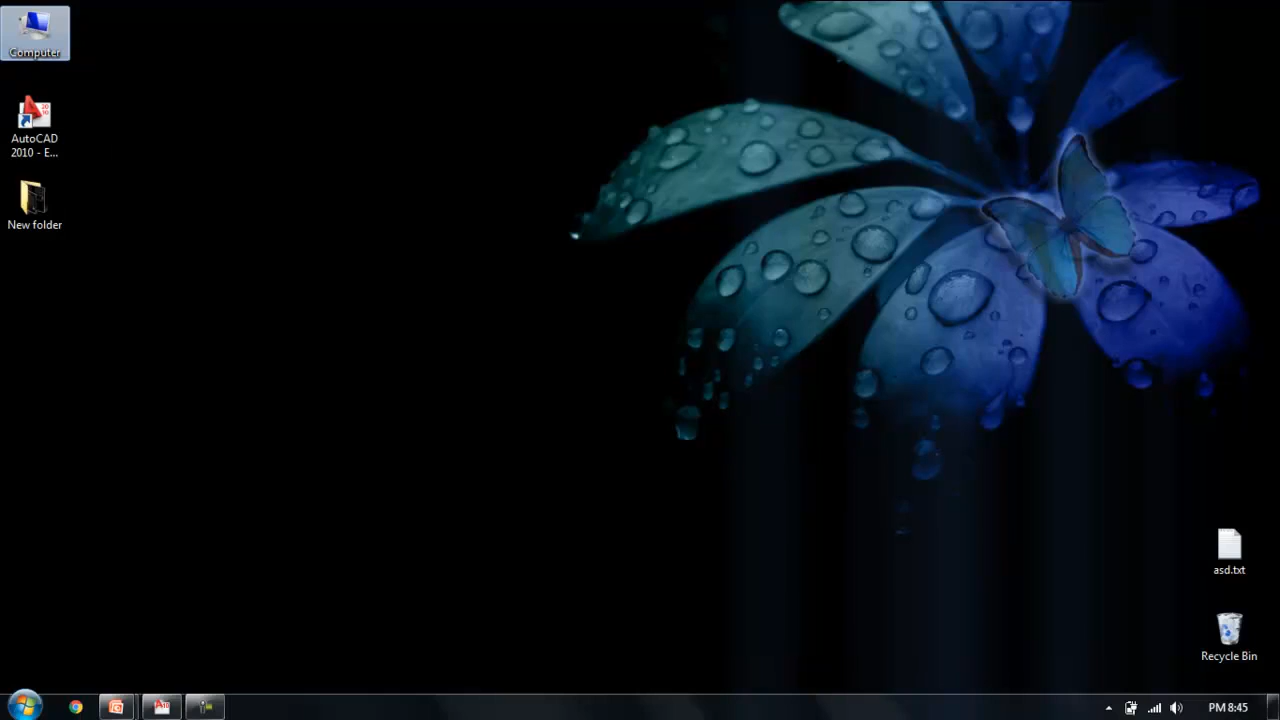 Computer
AutoCAD
2010 - E...
New folder
asd.txt
Recycle Bin
PM 8:45